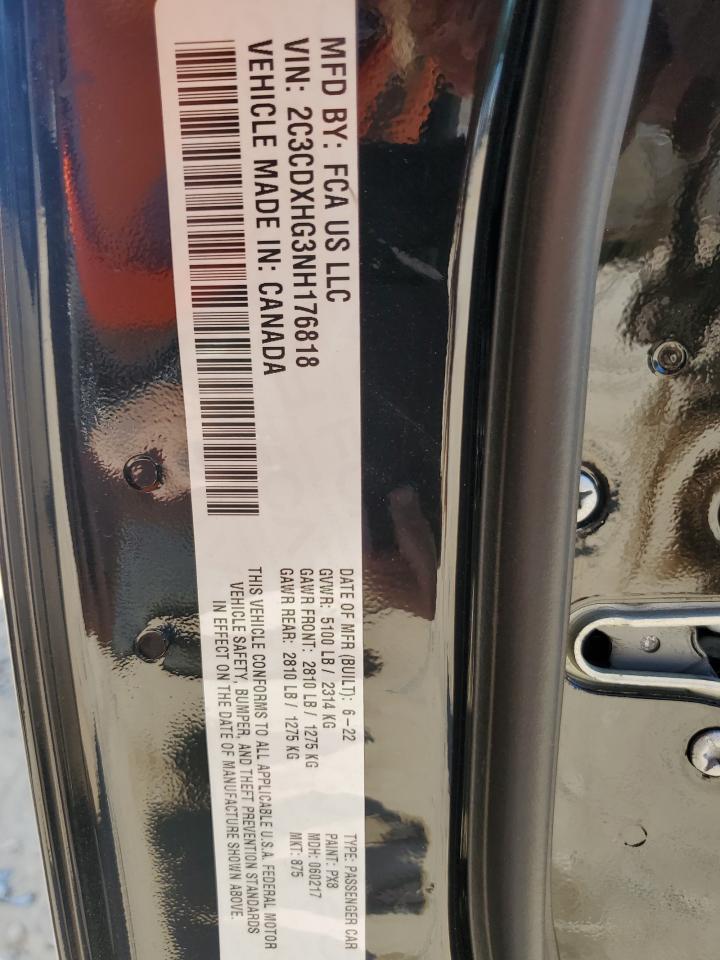 MFD BY: FCA US LLC
VIN: 2C3CDXHG3NH176818
VEHICLE MADE IN: CANADA
DATE OF MFR (BUILT): 6-22
GVWR: 5100 LB / 2314 KG
GAWR FRONT: 2810 LB / 1275 KG
GAWR REAR: 2810 LB / 1275 KG
TYPE: PASSENGER CAR
PAINT: PX8
MDH: 060217
MKT: 875
THIS VEHICLE CONFORMS TO ALL APPLICABLE U.S.A. FEDERAL MOTOR
VEHICLE SAFETY, BUMPER, AND THEFT PREVENTION STANDARDS
IN EFFECT ON THE DATE OF MANUFACTURE SHOWN ABOVE.